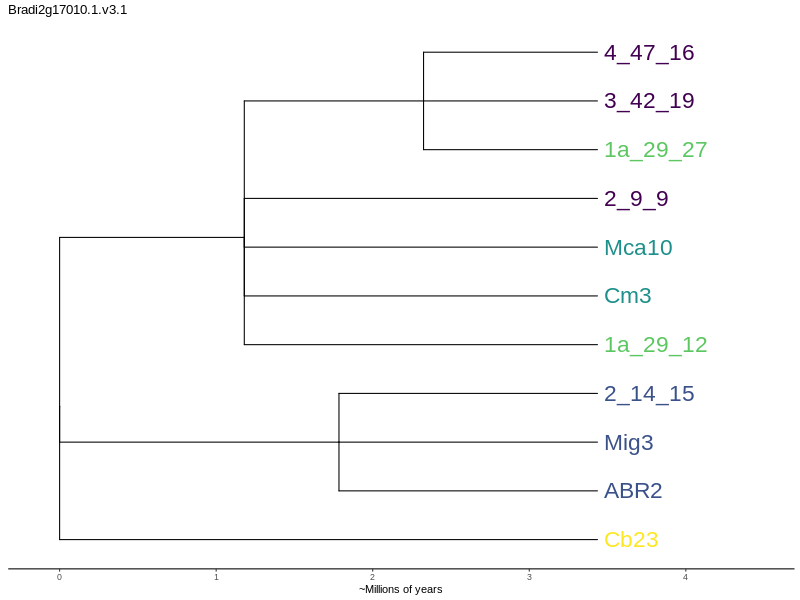 Bradi2g17010.1.v3.1
4_47_16
3_42_19
1a_29_27
2_9_9
Mca10
Cm3
1a_29_12
2_14_15
Mig3
ABR2
Cb23
0 1 2 3 4
~Millions of years